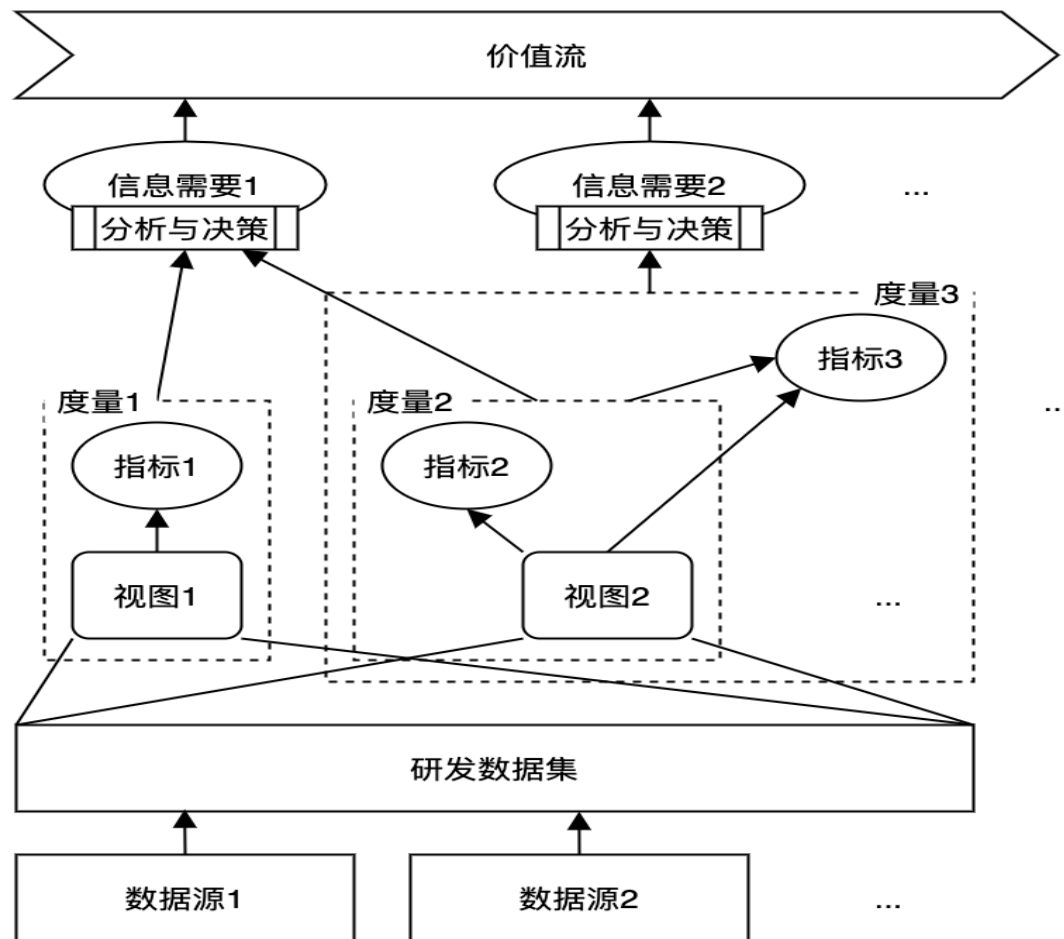 价值流
信息需要1
信息需要2
...
分析与决策
分析与决策
度量3
指标3
度量1
度量2
...
指标1
指标2
视图1
视图2
...
研发数据集
数据源1
数据源2
...